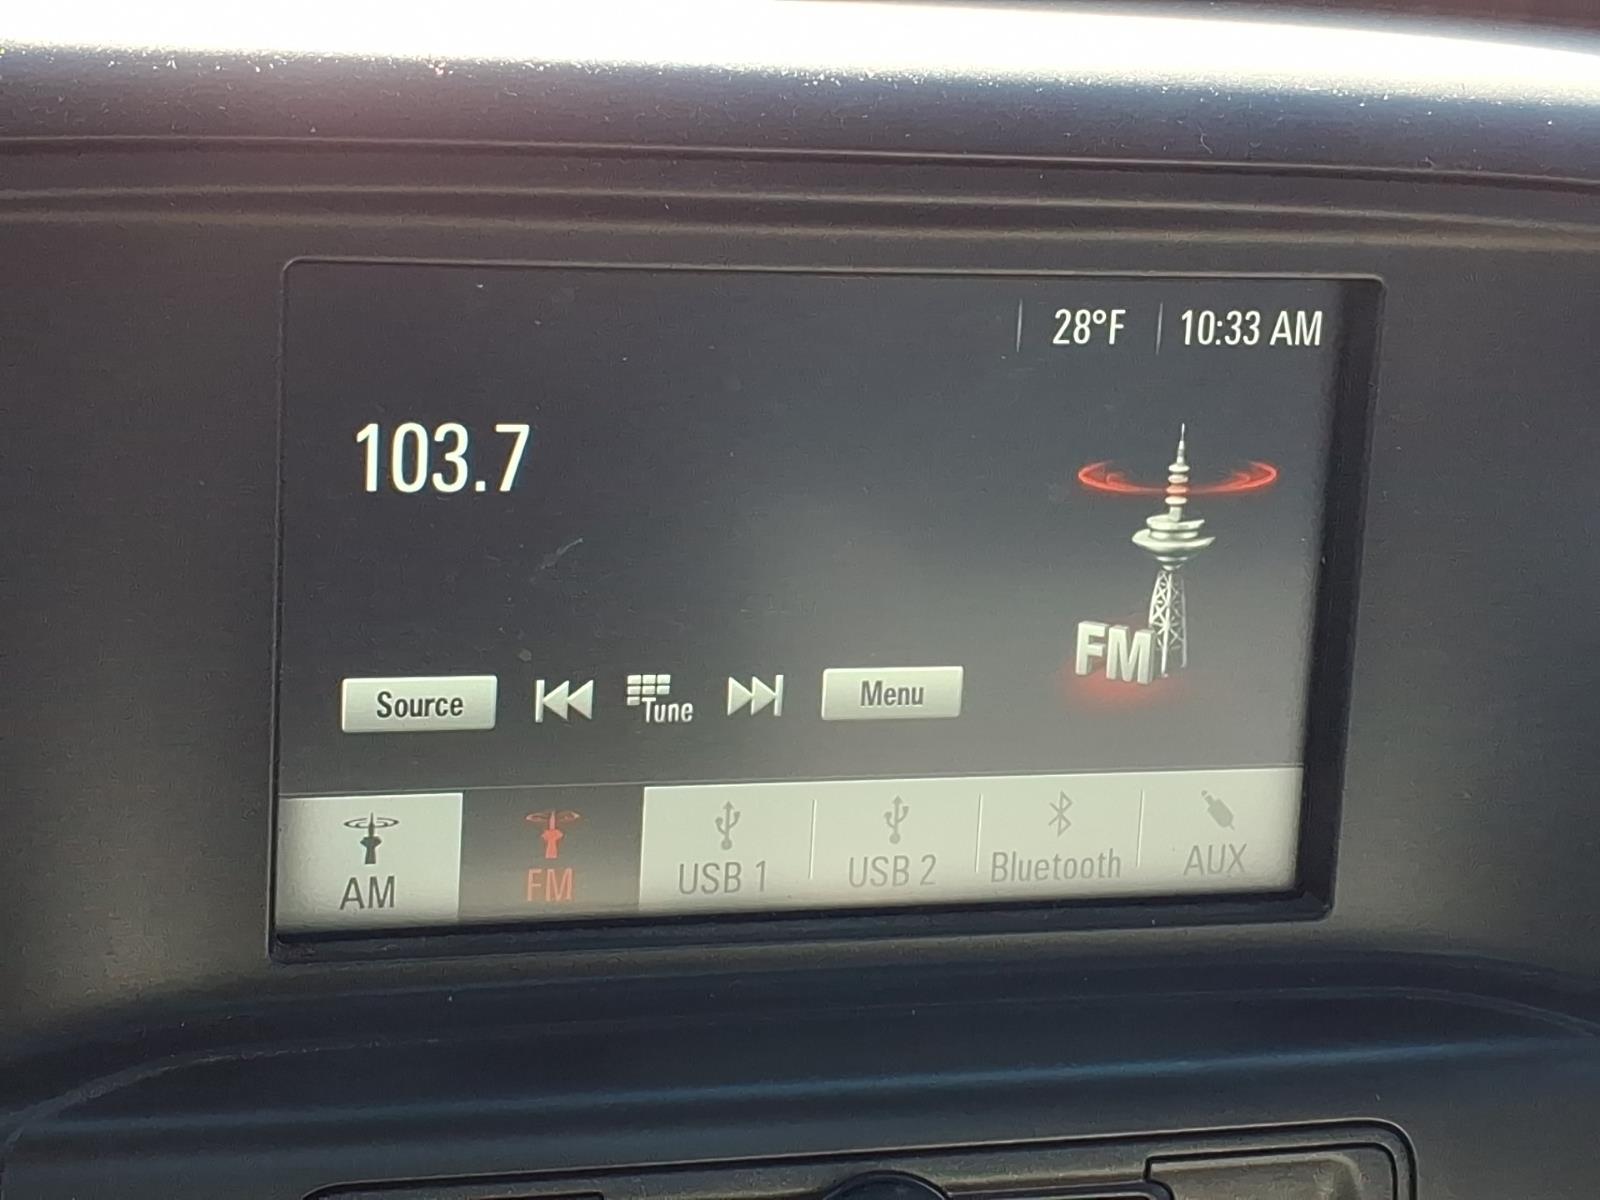 28°F 10:33 AM
103.7
FM
Source Tune Menu
AM FM USB 1 USB 2 Bluetooth AUX